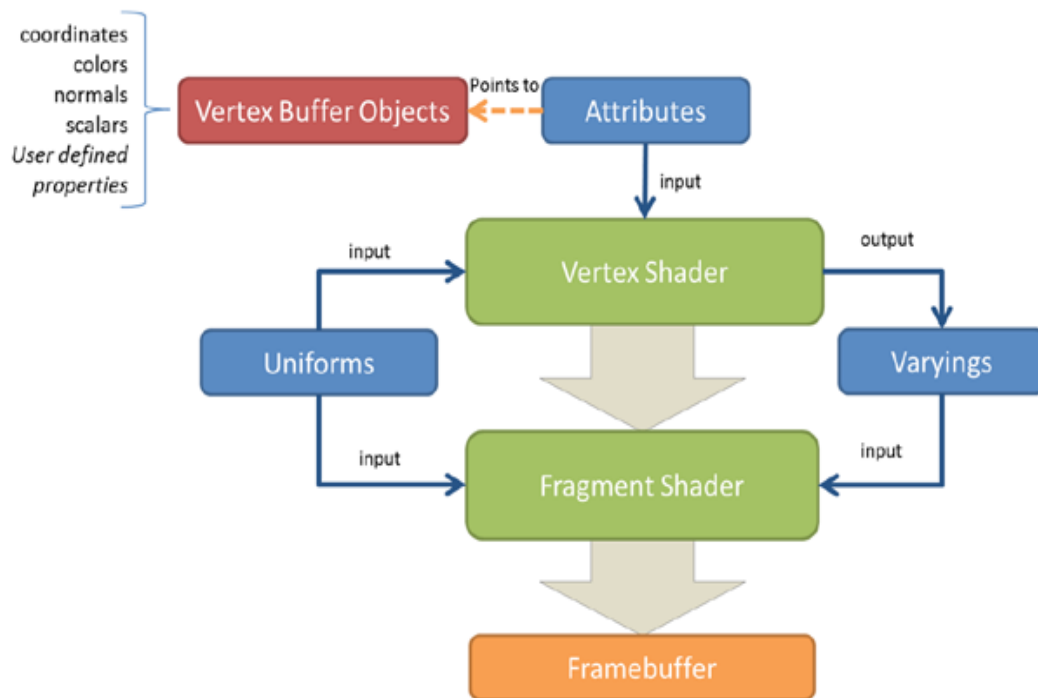 coordinates
colors
normals
scalars
User defined
properties
Vertex Buffer Objects
Points to
Attributes
input
input
Vertex Shader
output
Uniforms
Varyings
input
Fragment Shader
input
Framebuffer